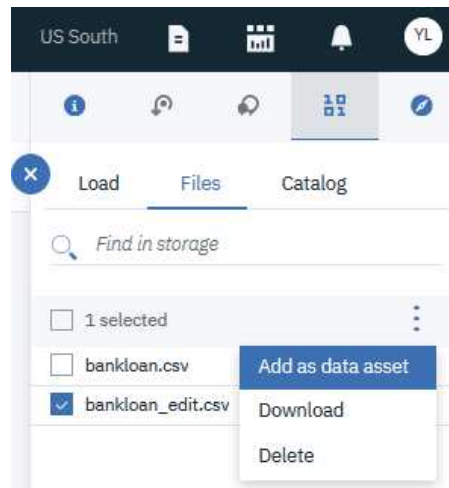 US South YL
Load Files Catalog
Find in storage
1 selected
bankloan.csv
Add as data asset
bankloan_edit.csv
Download
Delete